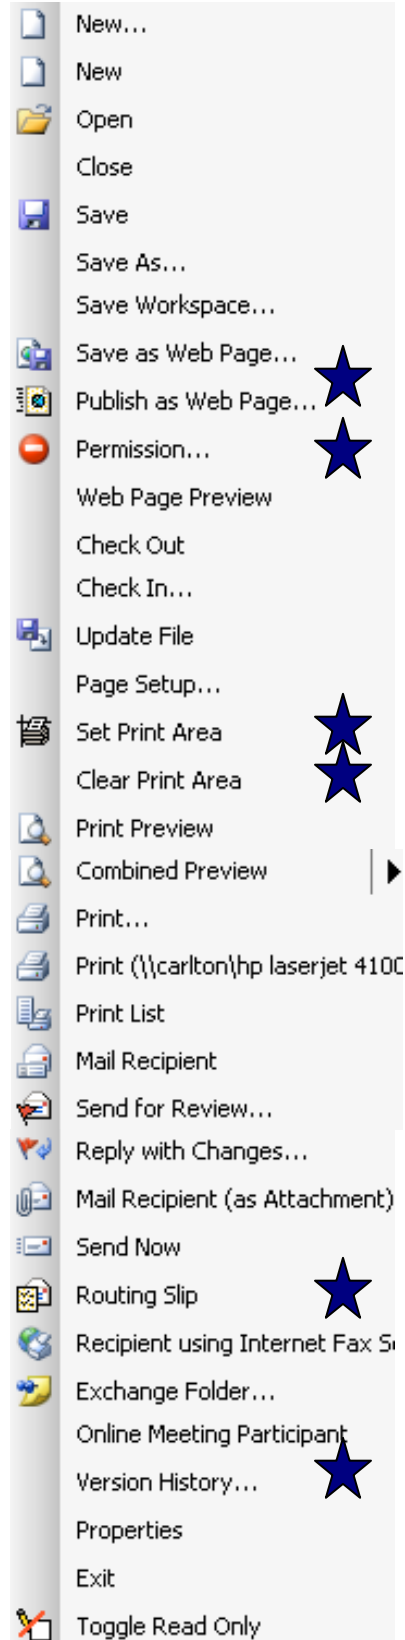 New...
New
Open
Close
Save
Save As...
Save Workspace...
Save as Web Page...
Publish as Web Page...
Permission...
Web Page Preview
Check Out
Check In...
Update File
Page Setup...
Set Print Area
Clear Print Area
Print Preview
Combined Preview
Print...
Print (\\carlton\hp laserjet 4100
Print List
Mail Recipient
Send for Review...
Reply with Changes...
Mail Recipient (as Attachment)
Send Now
Routing Slip
Recipient using Internet Fax
Exchange Folder...
Online Meeting Participant
Version History...
Properties
Exit
Toggle Read Only